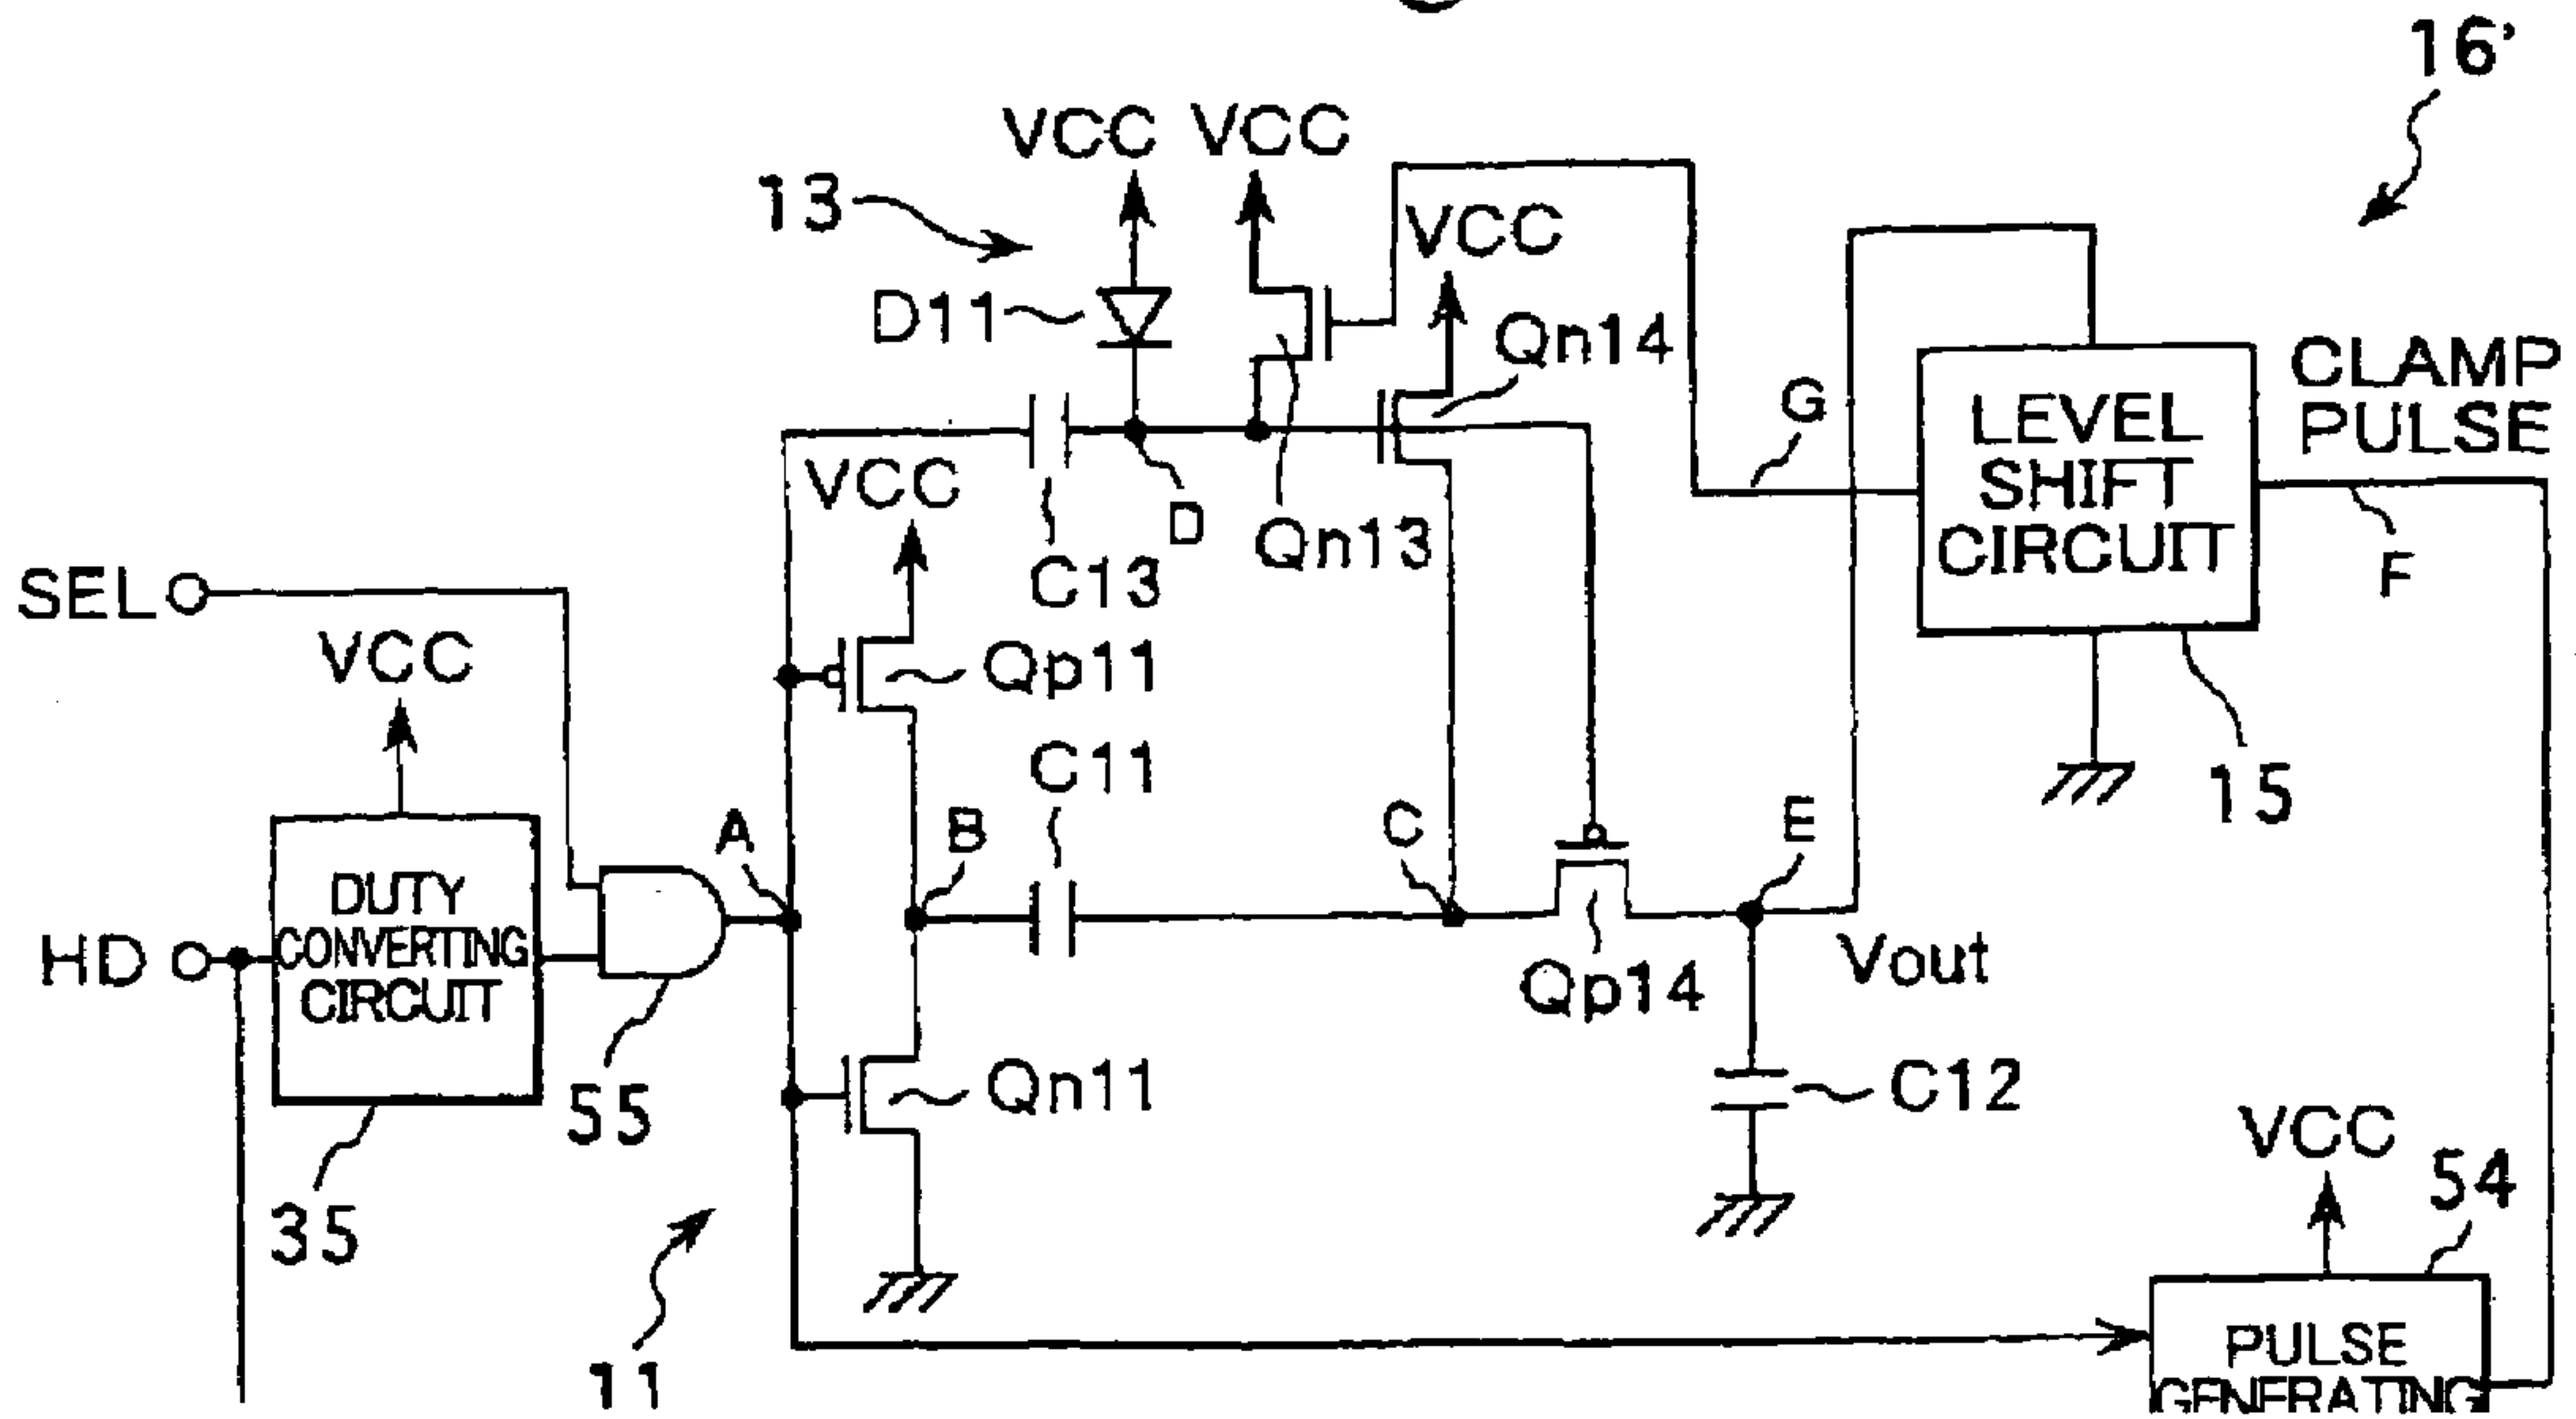 16'
VCC
VCC
13
VCC
D11
Qn14
CLAMP
PULSE
G
LEVEL
SHIFT
CIRCUIT
VCC
D
Qn13
C13
F
SEL
VCC
Qp11
C11
15
A
B
C
E
DUTY
CONVERTING
CIRCUIT
HD
Vout
Qp14
55
Qn11
C12
VCC
54
35
11
PULSE
GENERATING